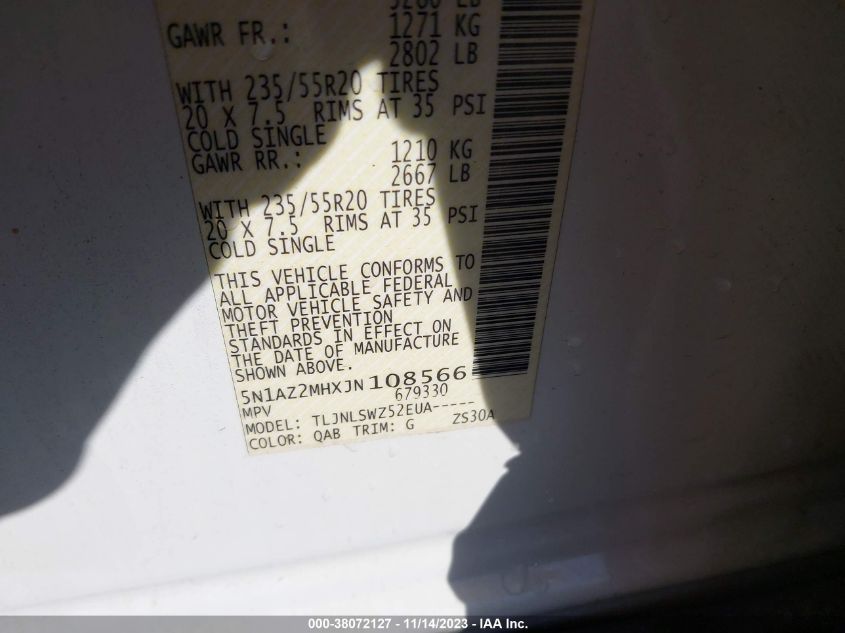 GAWR FR.: 1271 KG
2802 LB
WITH 235/55R20 TIRES
20 X 7.5 RIMS AT 35 PSI
COLD SINGLE
GAWR RR.: 1210 KG
2667 LB
WITH 235/55R20 TIRES
20 X 7.5 RIMS AT 35 PSI
COLD SINGLE
THIS VEHICLE CONFORMS TO
ALL APPLICABLE FEDERAL
MOTOR VEHICLE SAFETY AND
THEFT PREVENTION
STANDARDS IN EFFECT ON
THE DATE OF MANUFACTURE
SHOWN ABOVE.
5N1AZ2MHXJN108566
MPV 679330
MODEL: TLJNLSWZ52EUA-----
COLOR: QAB TRIM: G ZS30A
000-38072127 - 11/14/2023 - IAA Inc.